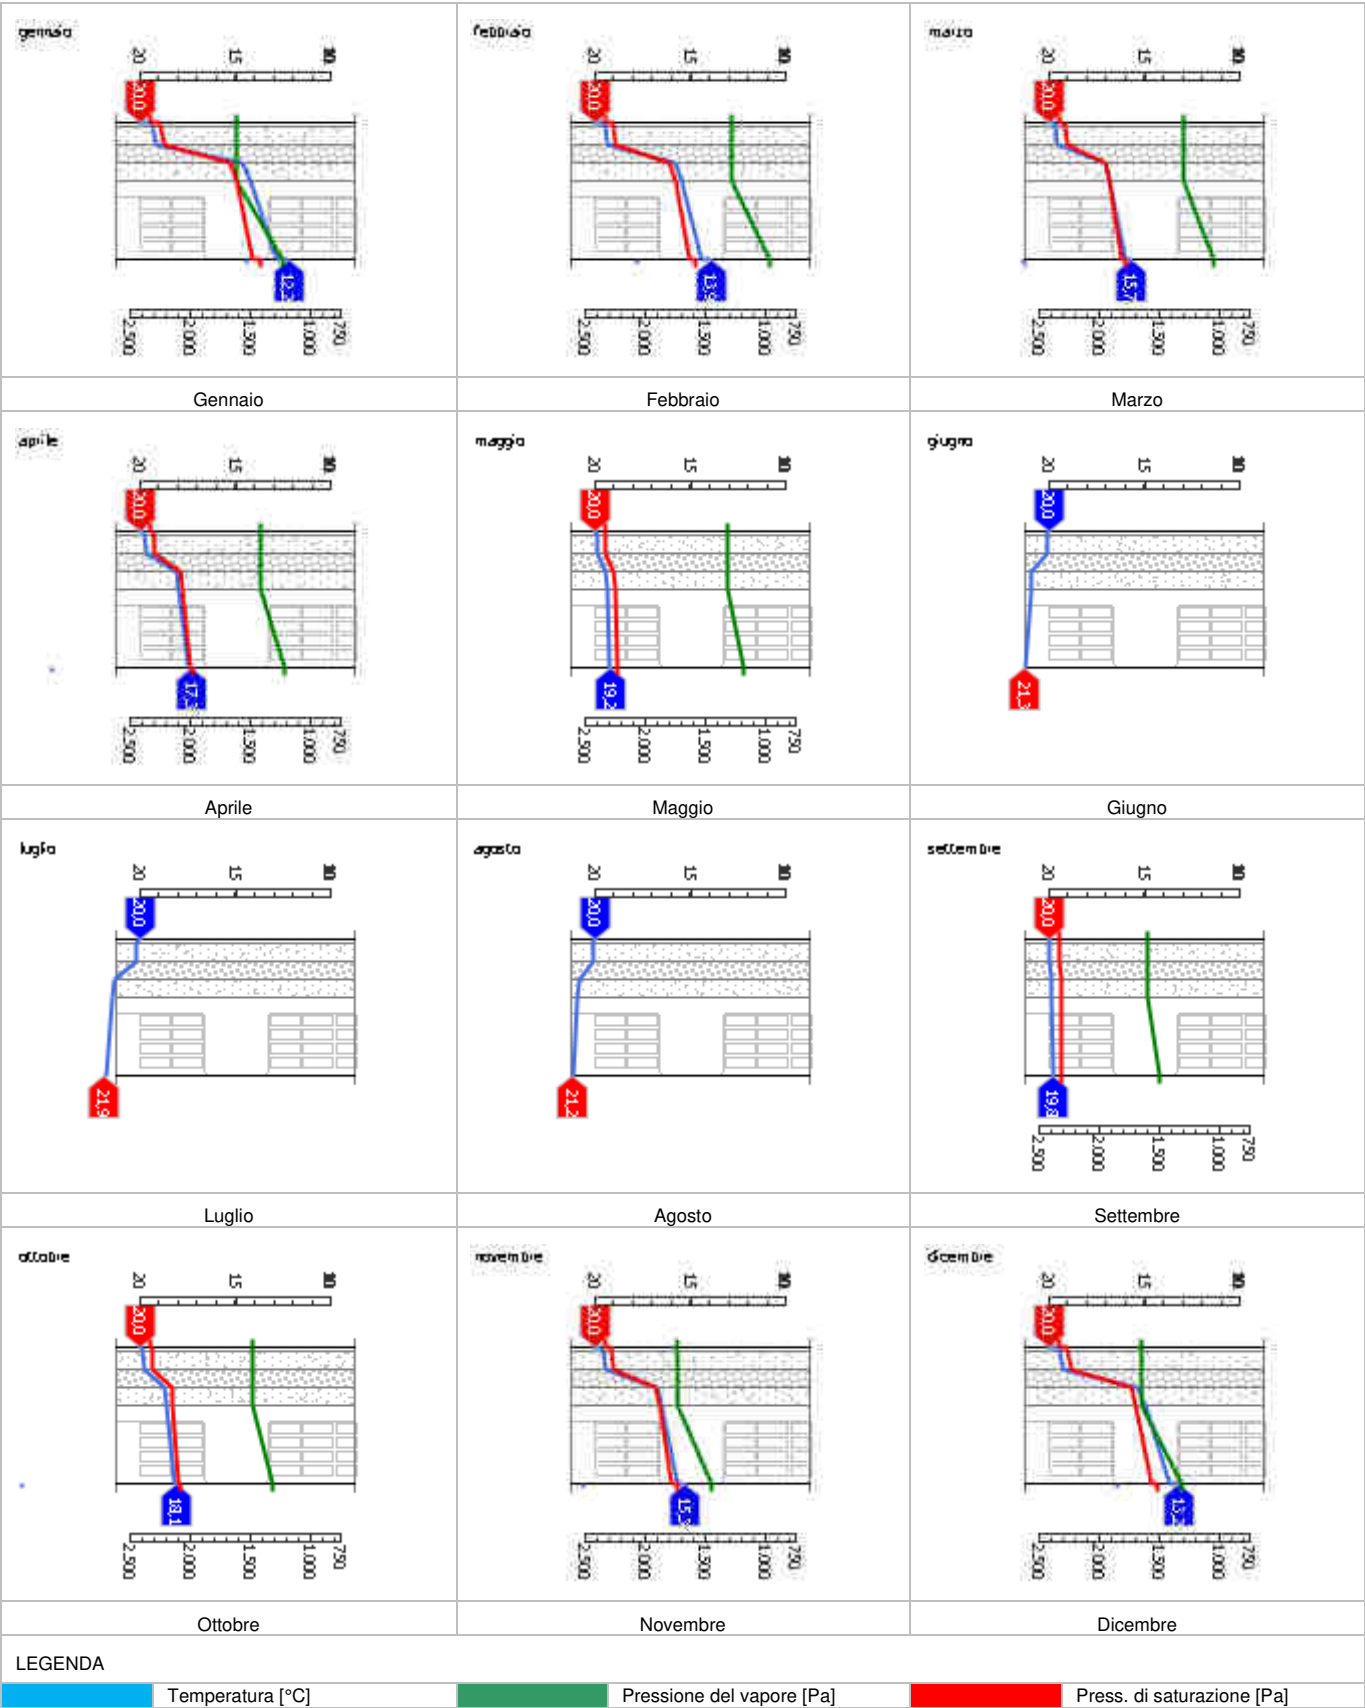 gennaio
20 15 10
20,0
2.500 2.000 1.500 1.000 750
Gennaio
febbraio
20 15 10
20,0
2.500 2.000 1.500 1.000 750
Febbraio
marzo
20 15 10
20,0
15,7
2.500 2.000 1.500 1.000 750
Marzo
aprile
20 15 10
20,0
2.500 2.000 1.500 1.000 750
Aprile
maggio
20 15 10
20,0
19,2
2.500 2.000 1.500 1.000 750
Maggio
giugno
20 15 10
20,0
21,3
Giugno
luglio
20 15 10
20,0
21,9
Luglio
agosto
20 15 10
20,0
21,2
Agosto
settembre
20 15 10
20,0
19,8
2.500 2.000 1.500 1.000 750
Settembre
ottobre
20 15 10
20,0
18,1
2.500 2.000 1.500 1.000 750
Ottobre
novembre
20 15 10
20,0
2.500 2.000 1.500 1.000 750
Novembre
dicembre
20 15 10
20,0
2.500 2.000 1.500 1.000 750
Dicembre
LEGENDA
Temperatura [°C] Pressione del vapore [Pa] Press. di saturazione [Pa]